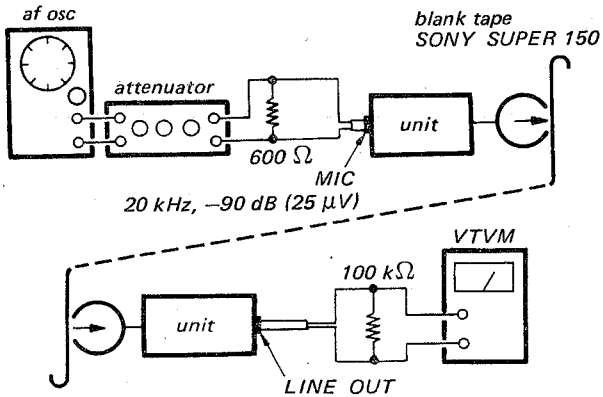 af osc
blank tape
SONY SUPER 150
attenuator
unit
600 Ω
MIC
20 kHz, −90 dB (25 μV)
VTVM
100 kΩ
unit
LINE OUT